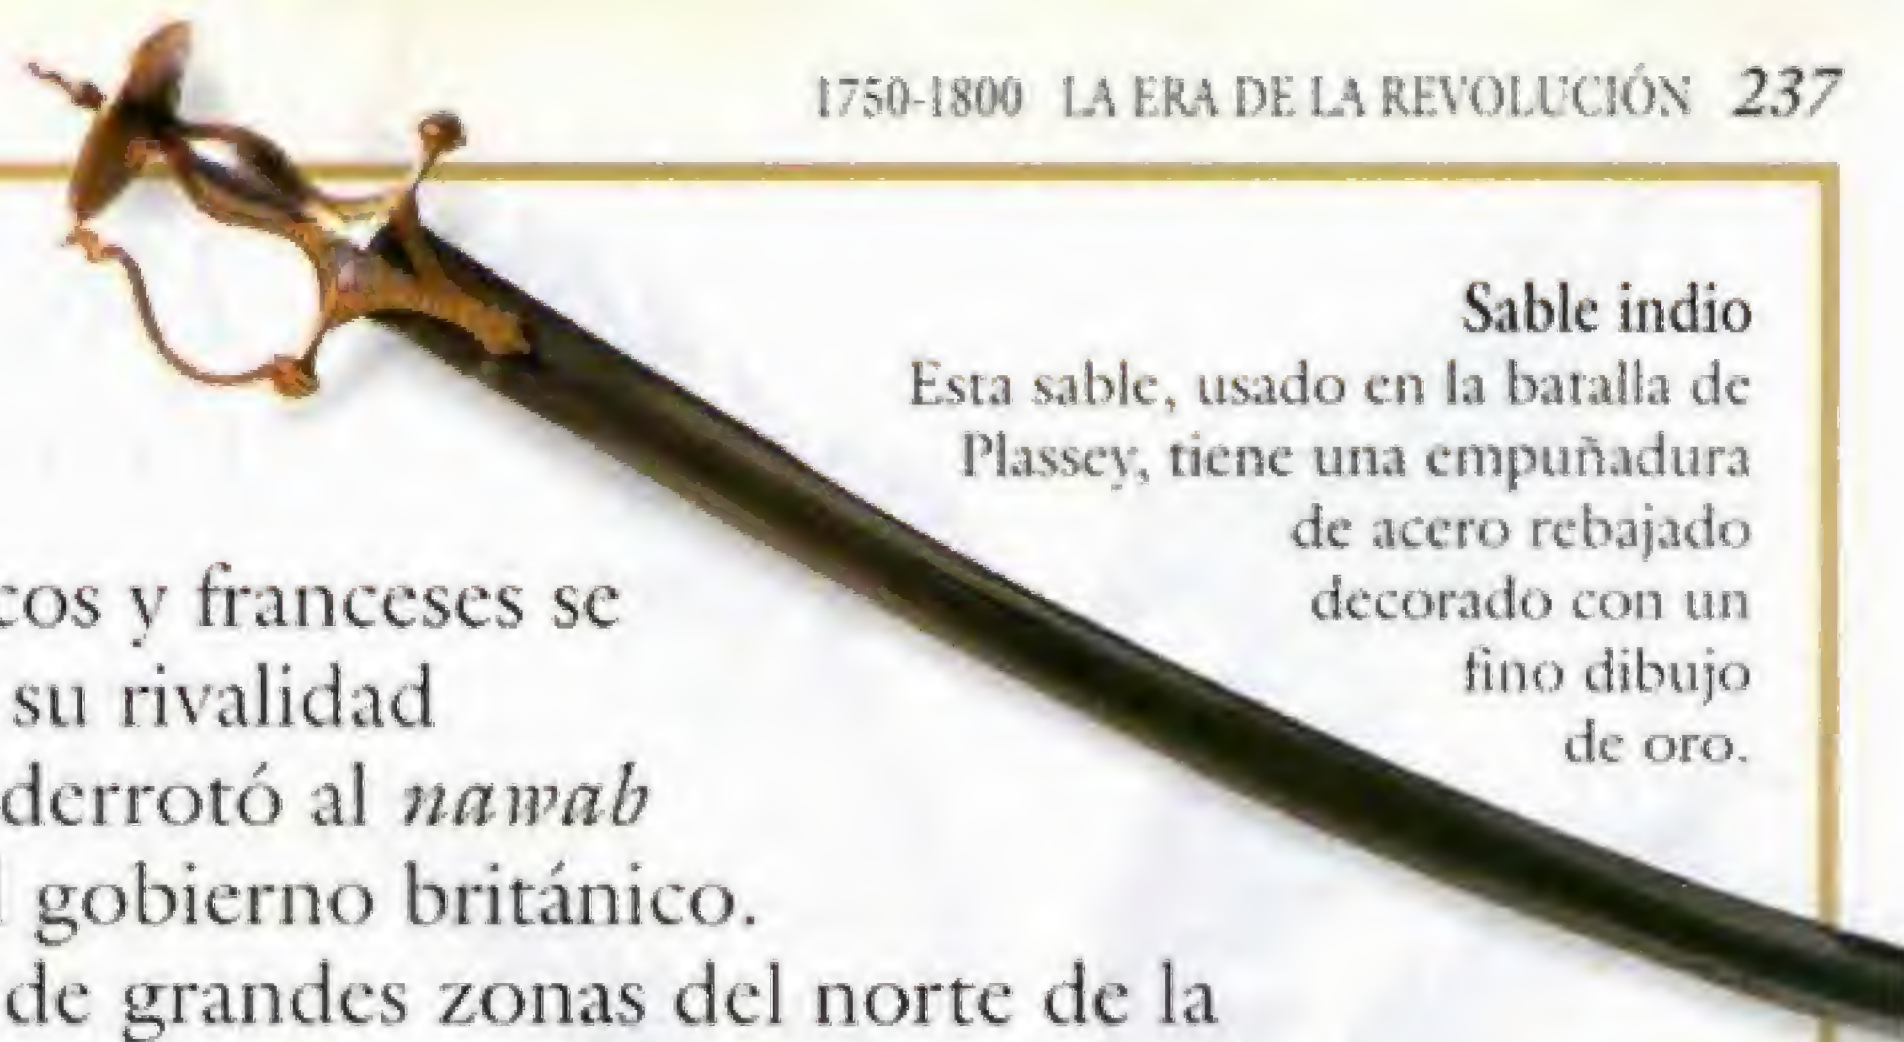 1750-1800 LA ERA DE LA REVOLUCIÓN 237
Sable indio
Esta sable, usado en la batalla de
Plassey, tiene una empuñadura
de acero rebajado
decorado con un
fino dibujo
de oro.
cos y franceses se
su rivalidad
derrotó al nawab
gobierno británico.
de grandes zonas del norte de la